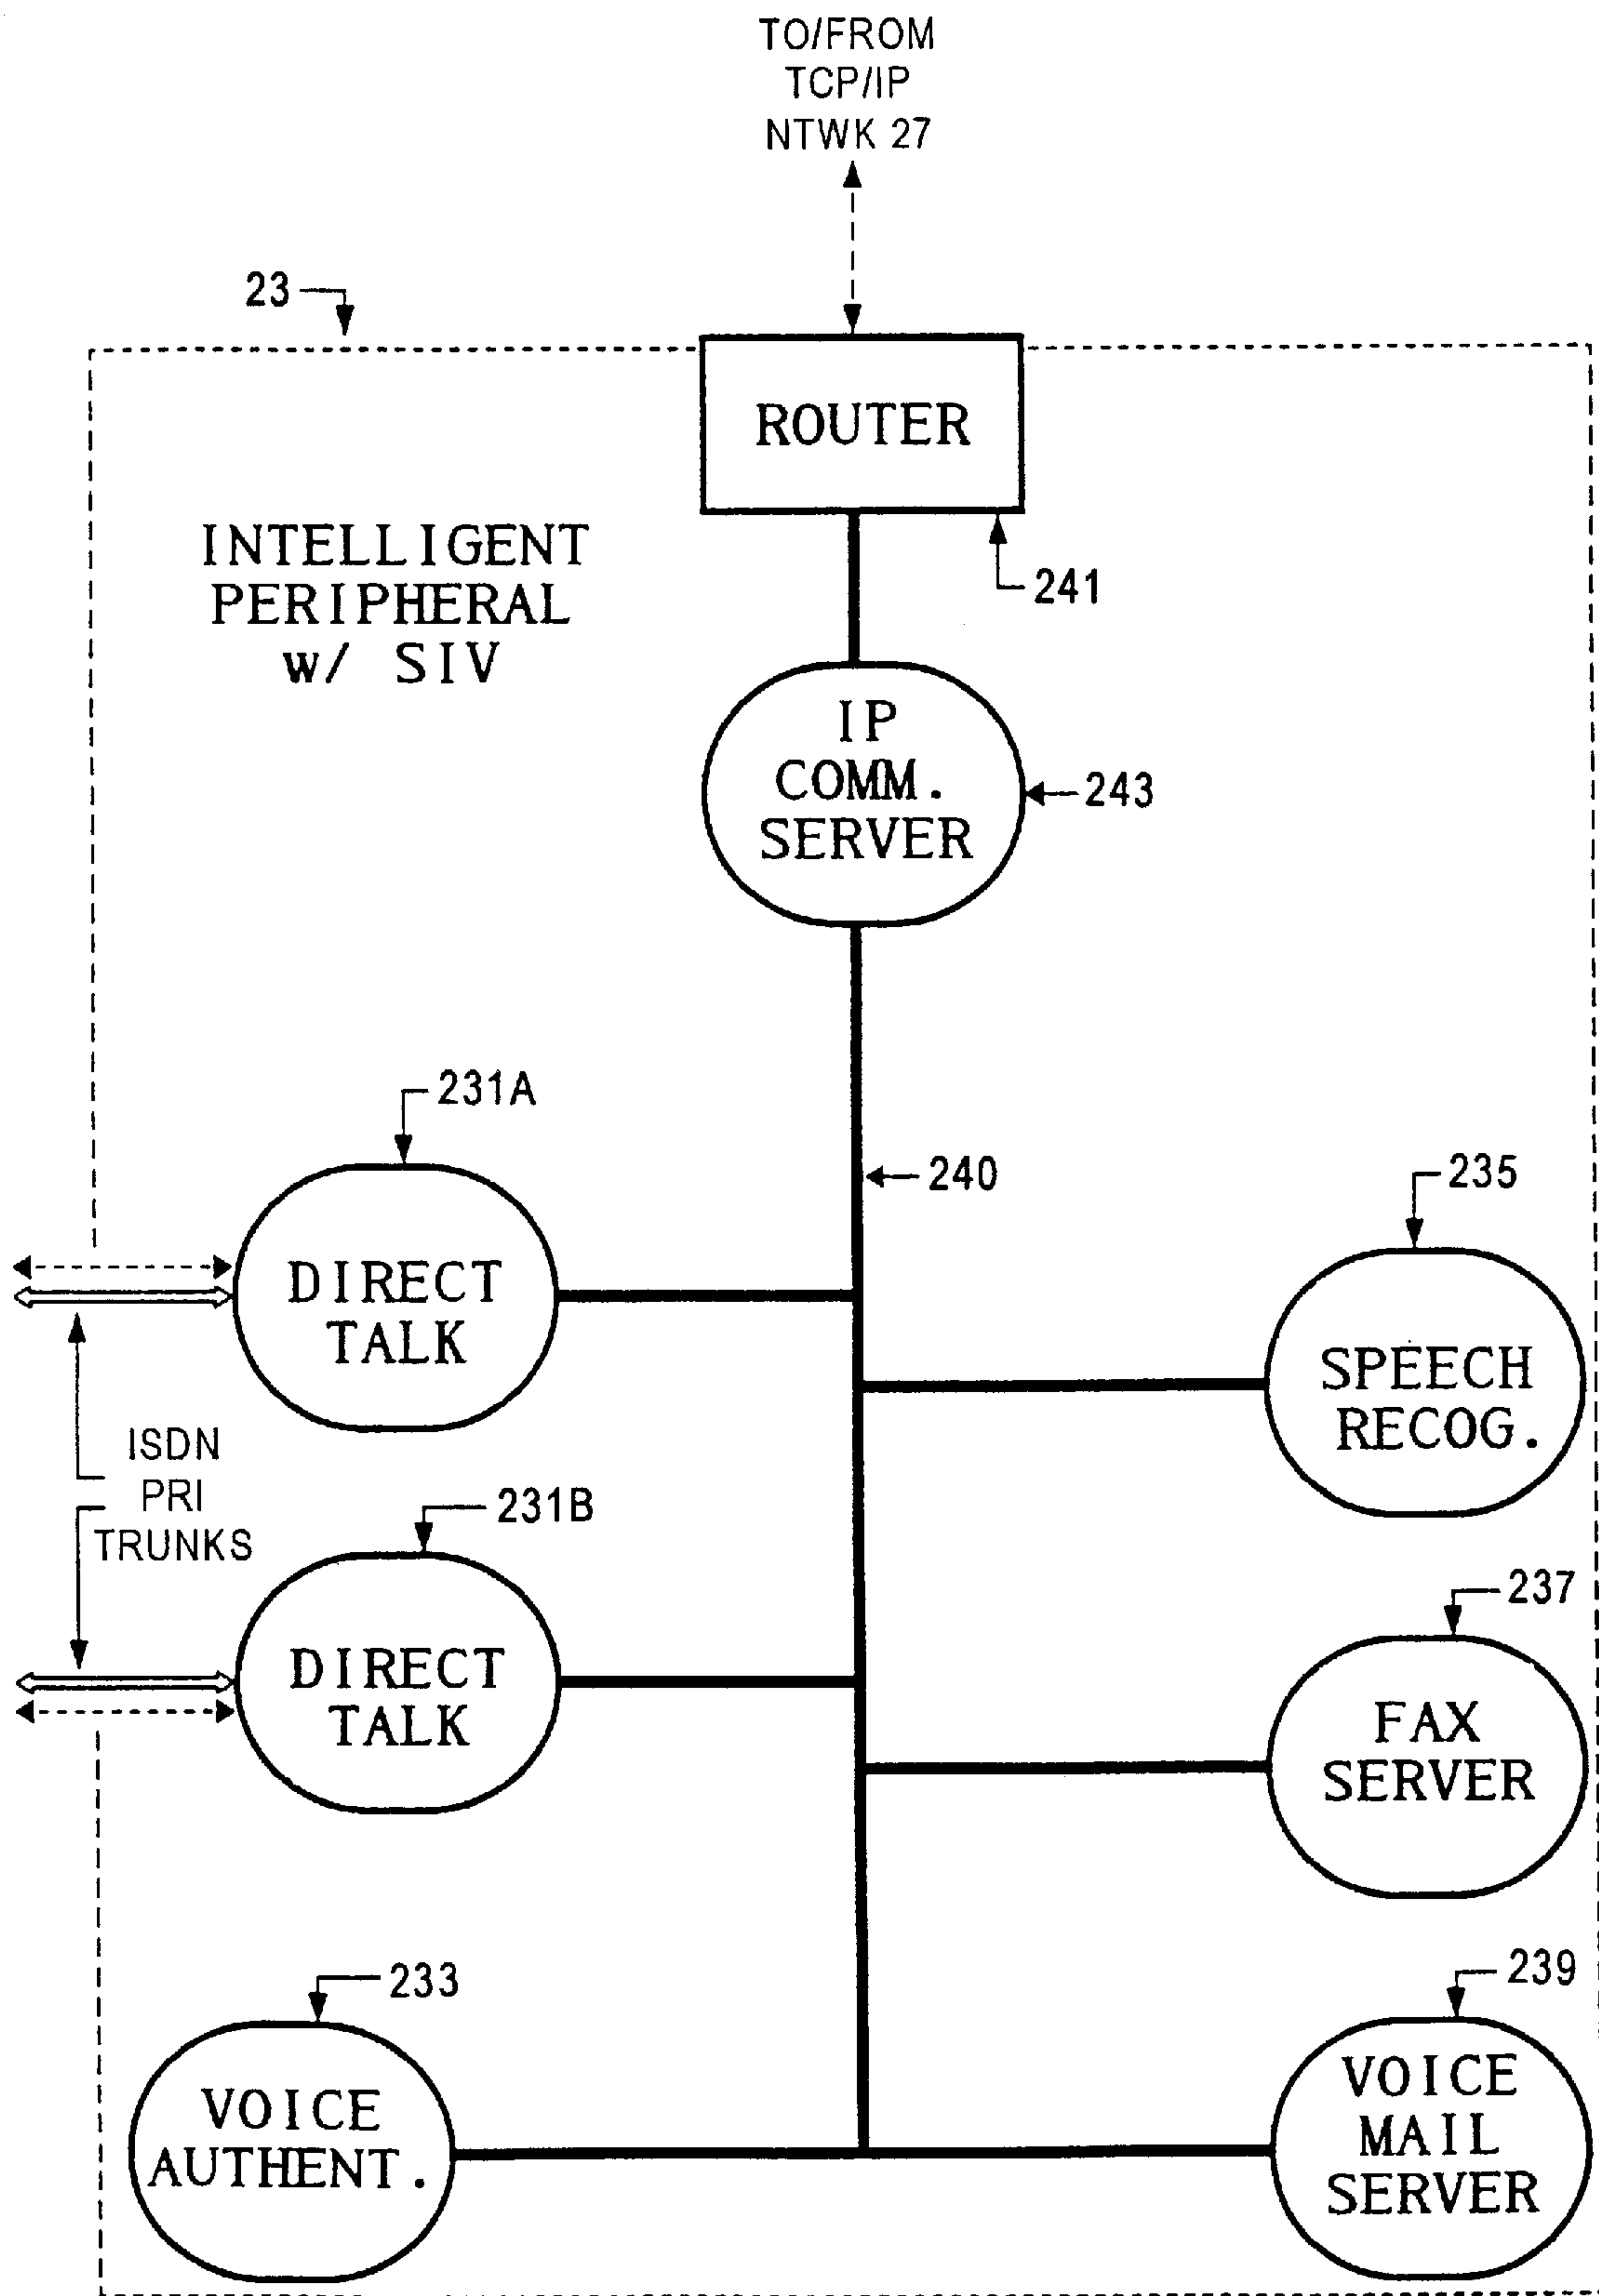 TO/FROM
TCP/IP
NTWK 27
23
ROUTER
INTELLIGENT
PERIPHERAL
w/ SIV
241
IP
COMM.
SERVER
243
231A
240
235
DIRECT
TALK
SPEECH
RECOG.
ISDN
PRI
TRUNKS
231B
237
DIRECT
TALK
FAX
SERVER
233
239
VOICE
AUTHENT.
VOICE
MAIL
SERVER